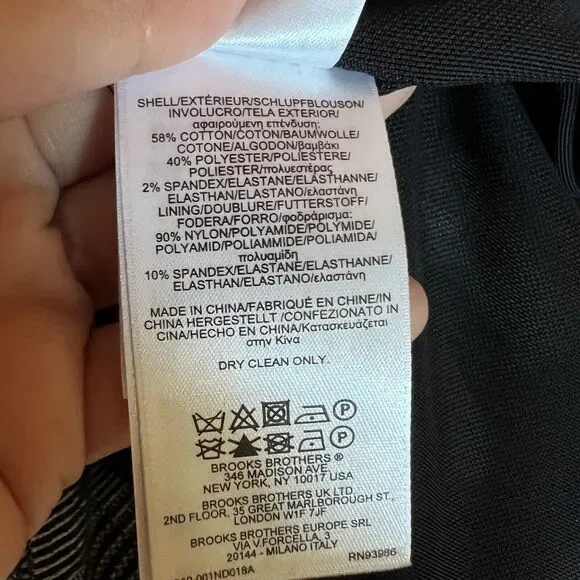 SHELL/EXTÉRIEUR/SCHLUPFBLOUSON/
INVOLUCRO/TELA EXTERIOR/
αφαιρούμενη επένδυση:
58% COTTON/COTON/BAUMWOLLE/
COTONE/ALGODON/βαμβάκι
40% POLYESTER/POLIESTERE/
POLIESTER/πολυεστέρας
2% SPANDEX/ELASTANE/ELASTHANNE/
ELASTHAN/ELASTANO/ελαστάνη
LINING/DOUBLURE/FUTTERSTOFF/
FODERA/FORRO/φοδράρισμα:
90% NYLON/POLYAMIDE/POLYMIDE/
POLYAMID/POLIAMMIDE/POLIAMIDA/
πολυαμίδη
10% SPANDEX/ELASTANE/ELASTHANNE/
ELASTHAN/ELASTANO/ελαστάνη
MADE IN CHINA/FABRIQUÉ EN CHINE/IN
CHINA HERGESTELLT /CONFEZIONATO IN
CINA/HECHO EN CHINA/Κατασκευάζεται
στην Κίνα
DRY CLEAN ONLY.
P
P
BROOKS BROTHERS ®
346 MADISON AVE,
NEW YORK, NY 10017 USA
BROOKS BROTHERS UK LTD,
2ND FLOOR, 35 GREAT MARLBOROUGH ST.,
LONDON W1F 7JF
BROOKS BROTHERS EUROPE SRL
VIA V.FORCELLA, 3
20144 - MILANO ITALY
RN93986
001ND018A